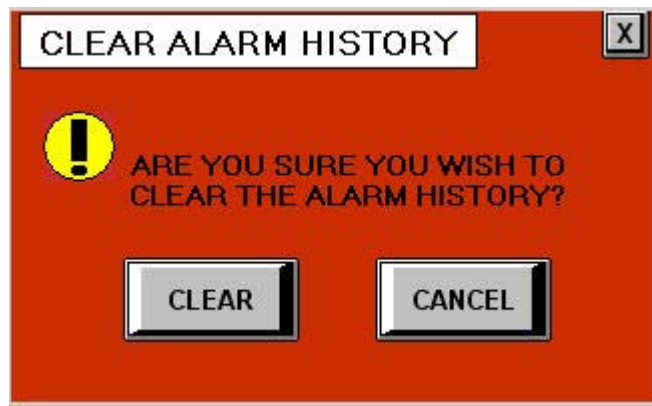 CLEAR ALARM HISTORY
X
ARE YOU SURE YOU WISH TO
CLEAR THE ALARM HISTORY?
CLEAR
CANCEL